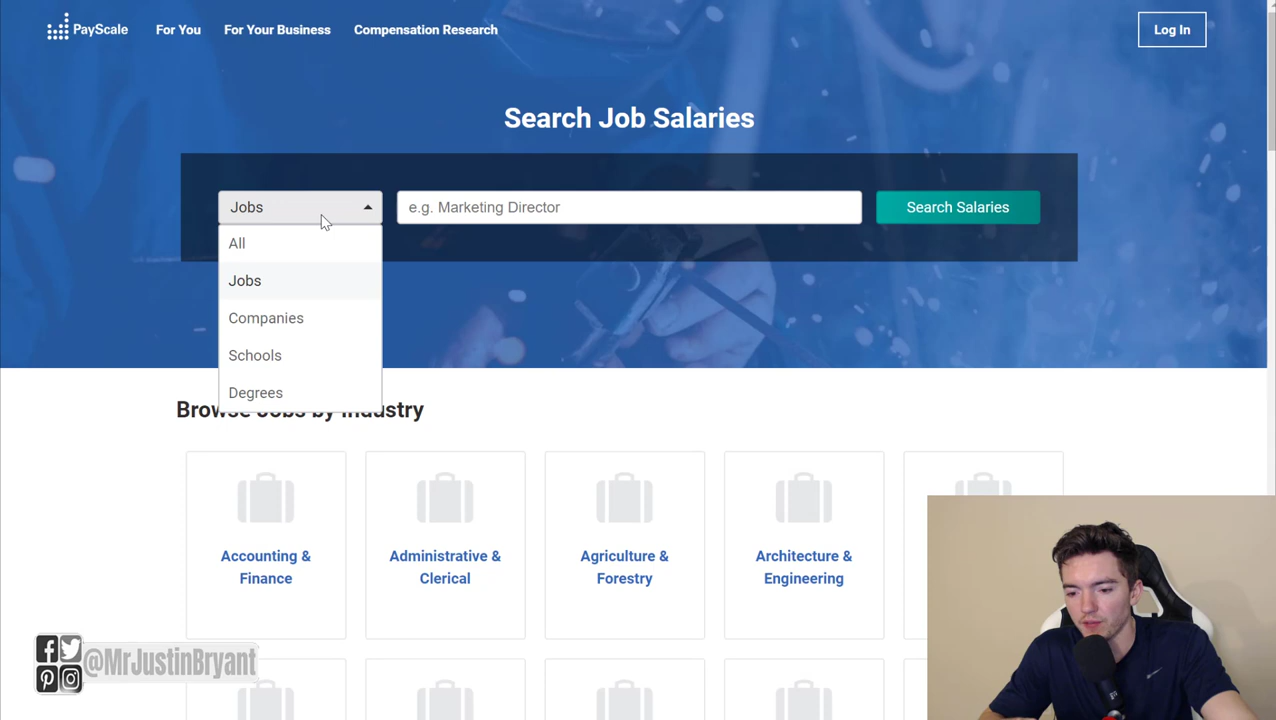 PayScale
For You
For Your Business
Compensation Research
Log In
Search Job Salaries
Jobs
e.g. Marketing Director
Search Salaries
All
Jobs
Companies
Schools
Degrees
Browse Jobs by Industry
Accounting &
Finance
Administrative &
Clerical
Agriculture &
Forestry
Architecture &
Engineering
@MrJustinBryant